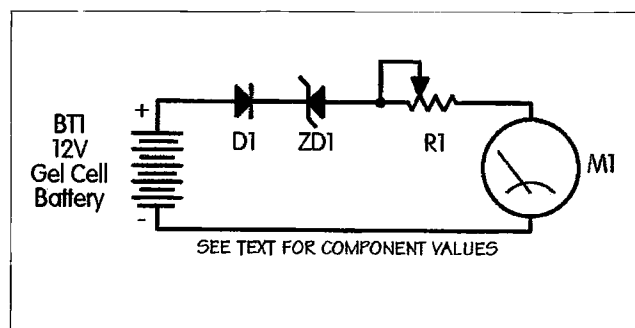 BT1
12V
Gel Cell
Battery
+
-
D1
ZD1
R1
M1
SEE TEXT FOR COMPONENT VALUES